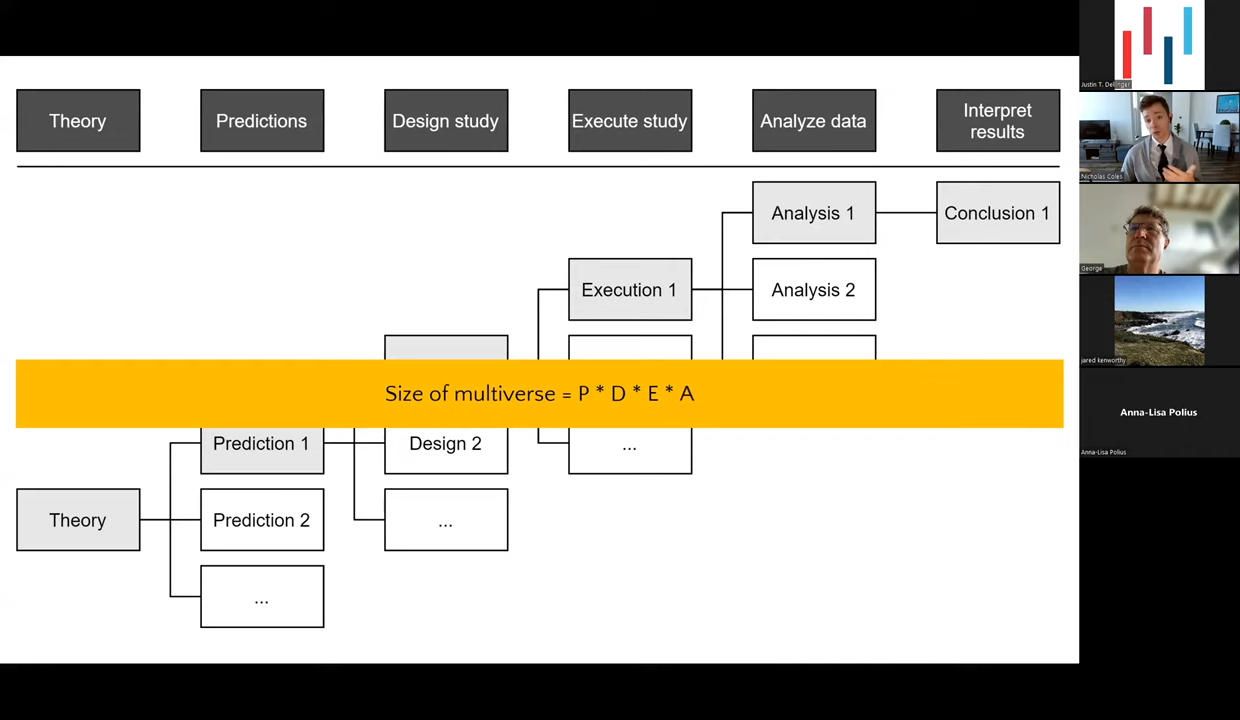 Theory
Predictions
Design study
Execute study
Analyze data
Interpret
results
Analysis 1
Conclusion 1
Execution 1
Analysis 2
Size of multiverse = P * D * E * A
Prediction 1
Design 2
...
Theory
Prediction 2
...
...
Justin T. Dellinger
Nicholas Coles
George
jared kenworthy
Anna-Lisa Polius
Anna-Lisa Polius